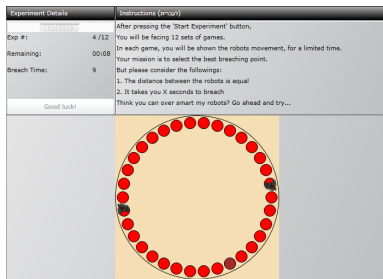 Experiment Details
Instructions (לעברית)
Exp #: 4 /12
Remaining: 00:08
Breach Time: 9
Good luck!
After pressing the 'Start Experiment' button,
You will be facing 12 sets of games.
In each game, you will be shown the robots movement, for a limited time.
Your mission is to select the best breaching point.
But please consider the followings:
1. The distance between the robots is equal
2. It takes you X seconds to breach
Think you can over smart my robots? Go ahead and try...